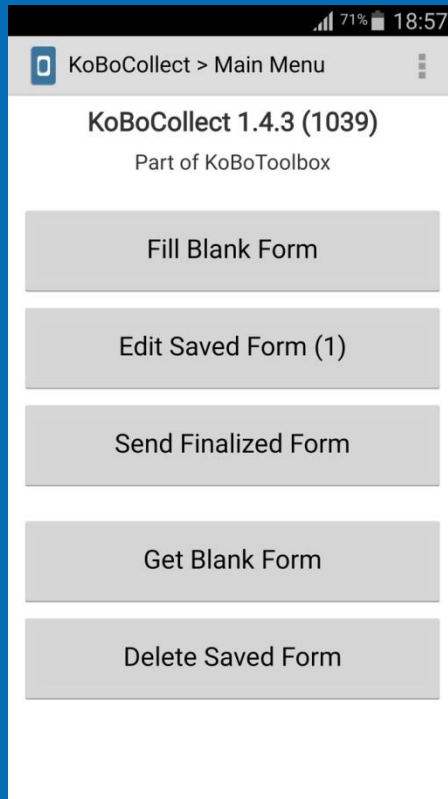 71% 18:57
KoBoCollect > Main Menu
KoBoCollect 1.4.3 (1039)
Part of KoBoToolbox
Fill Blank Form
Edit Saved Form (1)
Send Finalized Form
Get Blank Form
Delete Saved Form